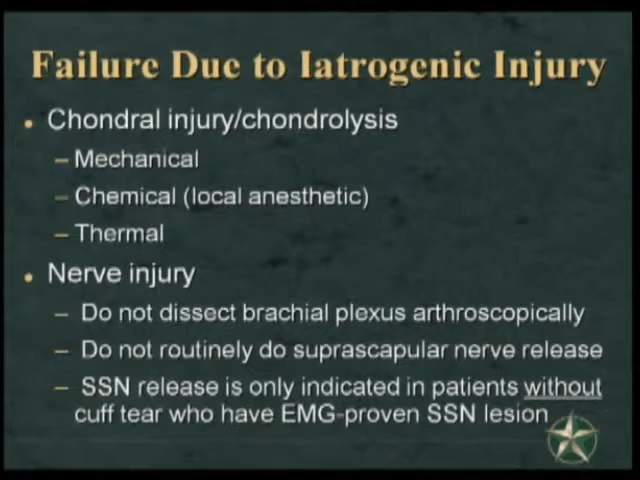 Failure Due to Iatrogenic Injury
• Chondral injury/chondrolysis
– Mechanical
– Chemical (local anesthetic)
– Thermal
• Nerve injury
– Do not dissect brachial plexus arthroscopically
– Do not routinely do suprascapular nerve release
– SSN release is only indicated in patients without
cuff tear who have EMG-proven SSN lesion